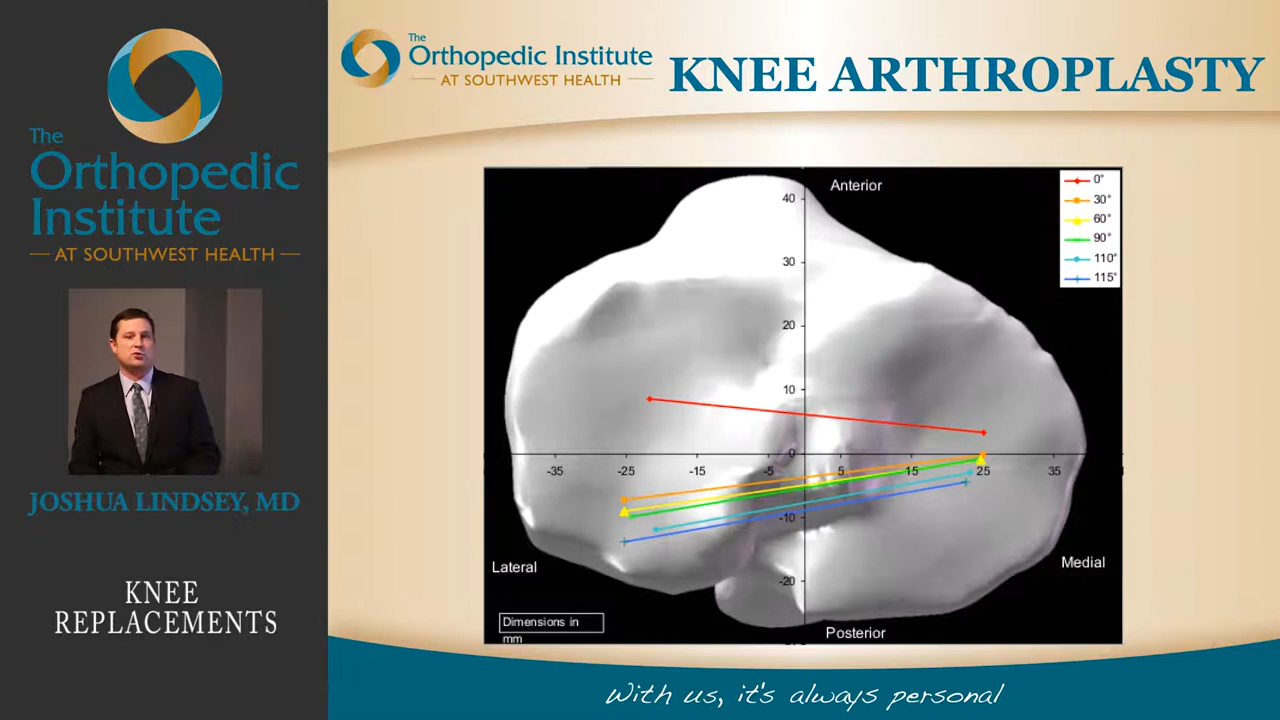 The
Orthopedic
Institute
AT SOUTHWEST HEALTH
JOSHUA LINDSEY, MD
KNEE
REPLACEMENTS
The
Orthopedic Institute
AT SOUTHWEST HEALTH
KNEE ARTHROPLASTY
Anterior
0°
30°
60°
90°
110°
115°
40
30
20
10
0
-35
-25
-15
-5
5
15
25
35
-10
-20
Lateral
Medial
Posterior
Dimensions in
mm
With us, it's always personal